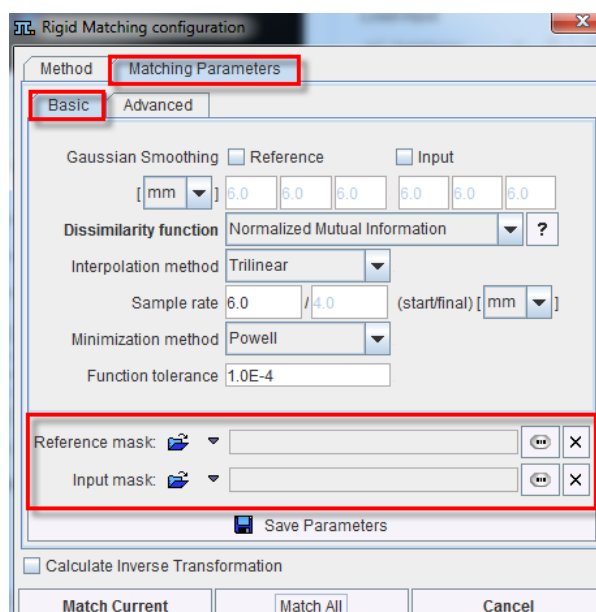 Rigid Matching configuration
Method Matching Parameters
Basic Advanced
Gaussian Smoothing Reference Input
[ mm ] 6.0 6.0 6.0 6.0 6.0 6.0
Dissimilarity function Normalized Mutual Information ?
Interpolation method Trilinear
Sample rate 6.0 / 4.0 (start/final) [ mm ]
Minimization method Powell
Function tolerance 1.0E-4
Reference mask:
Input mask:
Save Parameters
Calculate Inverse Transformation
Match Current Match All Cancel